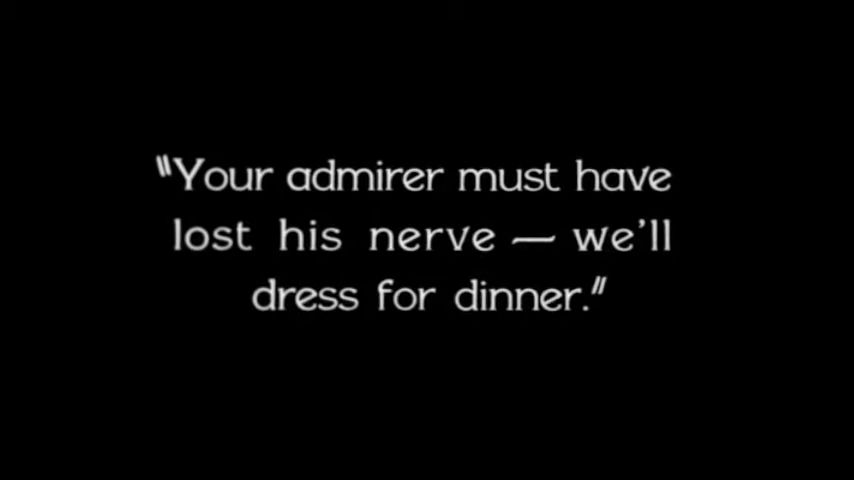 "Your admirer must have
lost his nerve — we'll
dress for dinner."